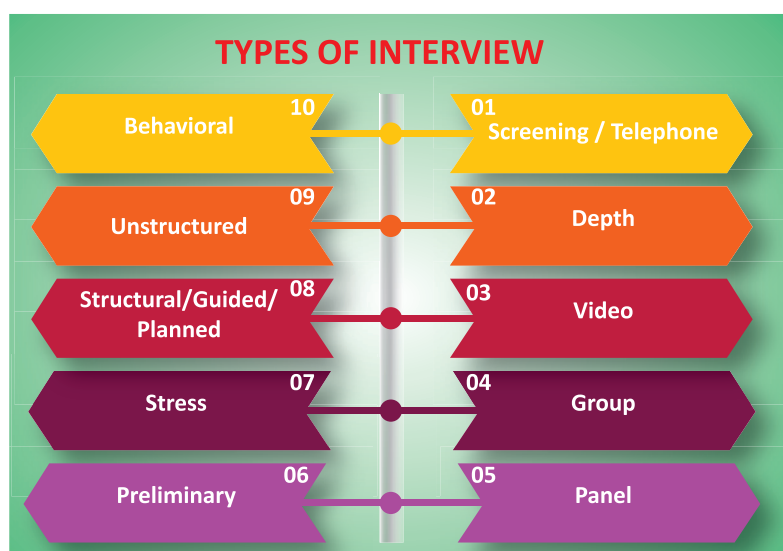 TYPES OF INTERVIEW
10
Behavioral
01
Screening / Telephone
09
Unstructured
02
Depth
08
Structural/Guided/
Planned
03
Video
07
Stress
04
Group
06
Preliminary
05
Panel